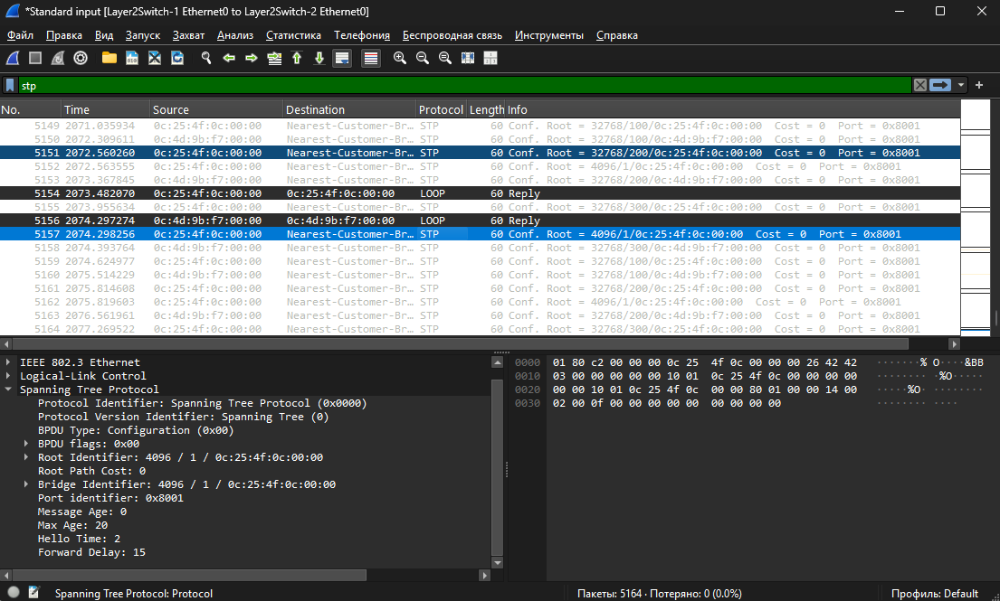 *Standard input [Layer2Switch-1 Ethernet0 to Layer2Switch-2 Ethernet0]
Файл Правка Вид Запуск Захват Анализ Статистика Телефония Беспроводная связь Инструменты Справка
stp
No. Time Source Destination Protocol Length Info
5149 2071.035934 0c:25:4f:0c:00:00 Nearest-Customer-Br… STP 60 Conf. Root = 32768/100/0c:25:4f:0c:00:00 Cost = 0 Port = 0x8001
5150 2072.309611 0c:4d:9b:f7:00:00 Nearest-Customer-Br… STP 60 Conf. Root = 32768/100/0c:4d:9b:f7:00:00 Cost = 0 Port = 0x8001
5151 2072.560260 0c:25:4f:0c:00:00 Nearest-Customer-Br… STP 60 Conf. Root = 32768/200/0c:25:4f:0c:00:00 Cost = 0 Port = 0x8001
5152 2072.563555 0c:25:4f:0c:00:00 Nearest-Customer-Br… STP 60 Conf. Root = 4096/1/0c:25:4f:0c:00:00 Cost = 0 Port = 0x8001
5153 2073.367845 0c:4d:9b:f7:00:00 Nearest-Customer-Br… STP 60 Conf. Root = 32768/200/0c:4d:9b:f7:00:00 Cost = 0 Port = 0x8001
5154 2073.482070 0c:25:4f:0c:00:00 0c:25:4f:0c:00:00 LOOP 60 Reply
5155 2073.955634 0c:25:4f:0c:00:00 Nearest-Customer-Br… STP 60 Conf. Root = 32768/300/0c:25:4f:0c:00:00 Cost = 0 Port = 0x8001
5156 2074.297274 0c:4d:9b:f7:00:00 0c:4d:9b:f7:00:00 LOOP 60 Reply
5157 2074.298256 0c:25:4f:0c:00:00 Nearest-Customer-Br… STP 60 Conf. Root = 4096/1/0c:25:4f:0c:00:00 Cost = 0 Port = 0x8001
5158 2074.393764 0c:4d:9b:f7:00:00 Nearest-Customer-Br… STP 60 Conf. Root = 32768/300/0c:4d:9b:f7:00:00 Cost = 0 Port = 0x8001
5159 2074.624977 0c:25:4f:0c:00:00 Nearest-Customer-Br… STP 60 Conf. Root = 32768/100/0c:25:4f:0c:00:00 Cost = 0 Port = 0x8001
5160 2075.514229 0c:4d:9b:f7:00:00 Nearest-Customer-Br… STP 60 Conf. Root = 32768/100/0c:4d:9b:f7:00:00 Cost = 0 Port = 0x8001
5161 2075.814608 0c:25:4f:0c:00:00 Nearest-Customer-Br… STP 60 Conf. Root = 32768/200/0c:25:4f:0c:00:00 Cost = 0 Port = 0x8001
5162 2075.819603 0c:25:4f:0c:00:00 Nearest-Customer-Br… STP 60 Conf. Root = 4096/1/0c:25:4f:0c:00:00 Cost = 0 Port = 0x8001
5163 2076.561961 0c:4d:9b:f7:00:00 Nearest-Customer-Br… STP 60 Conf. Root = 32768/200/0c:4d:9b:f7:00:00 Cost = 0 Port = 0x8001
5164 2077.269522 0c:25:4f:0c:00:00 Nearest-Customer-Br… STP 60 Conf. Root = 32768/300/0c:25:4f:0c:00:00 Cost = 0 Port = 0x8001
IEEE 802.3 Ethernet
Logical-Link Control
Spanning Tree Protocol
Protocol Identifier: Spanning Tree Protocol (0x0000)
Protocol Version Identifier: Spanning Tree (0)
BPDU Type: Configuration (0x00)
BPDU flags: 0x00
Root Identifier: 4096 / 1 / 0c:25:4f:0c:00:00
Root Path Cost: 0
Bridge Identifier: 4096 / 1 / 0c:25:4f:0c:00:00
Port identifier: 0x8001
Message Age: 0
Max Age: 20
Hello Time: 2
Forward Delay: 15
0000 01 80 c2 00 00 00 0c 25 4f 0c 00 00 00 26 42 42 ·······% O····&BB
0010 03 00 00 00 00 00 10 01 0c 25 4f 0c 00 00 00 00 ········ ·%O·····
0020 00 00 10 01 0c 25 4f 0c 00 00 80 01 00 00 14 00 ·····%O· ········
0030 02 00 0f 00 00 00 00 00 00 00 00 00 ········ ····
Spanning Tree Protocol: Protocol
Пакеты: 5164 · Потеряно: 0 (0.0%)
Профиль: Default